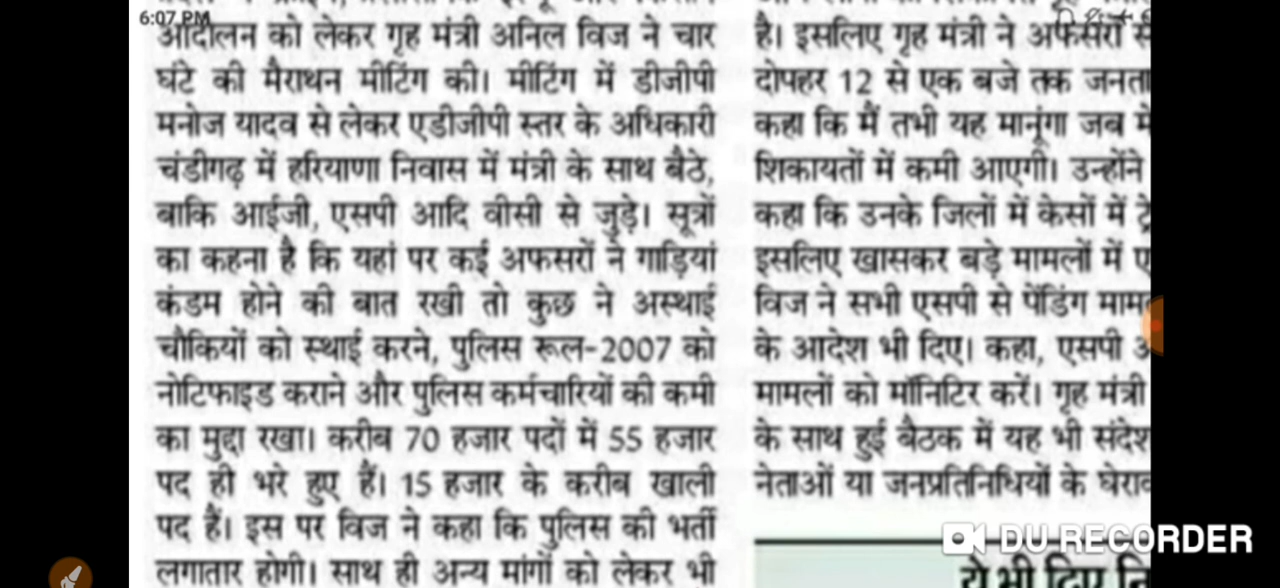 6:07 PM
आंदोलन को लेकर गृह मंत्री अनिल विज ने चार
घंटे की मैराथन मीटिंग की। मीटिंग में डीजीपी
मनोज यादव से लेकर एडीजीपी स्तर के अधिकारी
चंडीगढ़ में हरियाणा निवास में मंत्री के साथ बैठे,
बाकि आईजी, एसपी आदि वीसी से जुड़े। सूत्रों
का कहना है कि यहां पर कई अफसरों ने गाड़ियां
कंडम होने की बात रखी तो कुछ ने अस्थाई
चौकियों को स्थाई करने, पुलिस रूल-2007 को
नोटिफाइड कराने और पुलिस कर्मचारियों की कमी
का मुद्दा रखा। करीब 70 हजार पदों में 55 हजार
पद ही भरे हुए हैं। 15 हजार के करीब खाली
पद हैं। इस पर विज ने कहा कि पुलिस की भर्ती
लगातार होगी। साथ ही अन्य मांगों को लेकर भी
है। इसलिए गृह मंत्री ने अफसरों से
दोपहर 12 से एक बजे तक जनता
कहा कि मैं तभी यह मानूंगा जब
शिकायतों में कमी आएगी। उन्होंने
कहा कि उनके जिलों में केसों में
इसलिए खासकर बड़े मामलों में
विज ने सभी एसपी से पेंडिंग
के आदेश भी दिए। कहा, एसपी
मामलों को मॉनिटिर करें। गृह मंत्री
के साथ हुई बैठक में यह भी संदेश
नेताओं या जनप्रतिनिधियों के
DU RECORDER
ये भी दिए